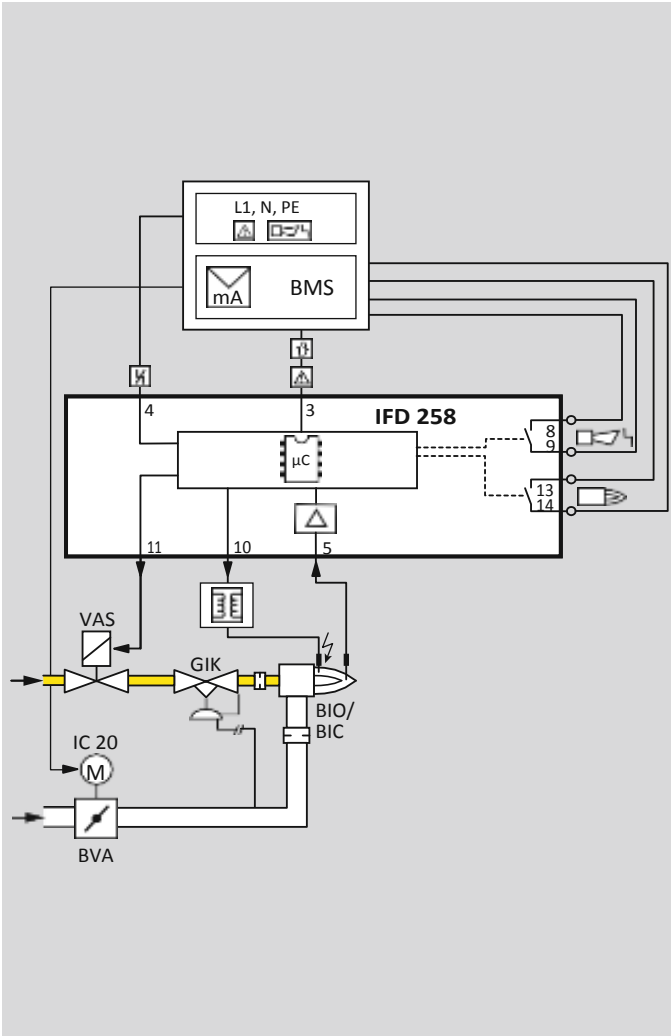 L1, N, PE
mA
BMS
4
3
IFD 258
8
9
µC
13
14
11
10
5
VAS
GIK
BIO/
BIC
IC 20
M
BVA